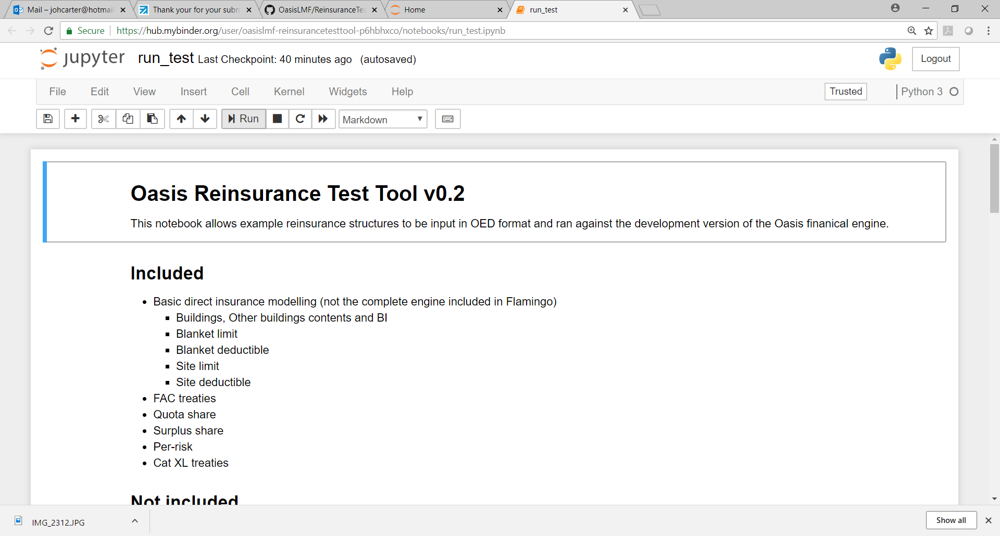 Mail – johcarter@hotmail
Thank your for your subm
OasisLMF/ReinsuranceTes
Home
run_test
Secure
https://hub.mybinder.org/user/oasislmf-reinsurancetesttool-p6hbhxco/notebooks/run_test.ipynb
jupyter run_test Last Checkpoint: 40 minutes ago (autosaved)
Logout
File Edit View Insert Cell Kernel Widgets Help
Trusted
Python 3
Run
Markdown
Oasis Reinsurance Test Tool v0.2
This notebook allows example reinsurance structures to be input in OED format and ran against the development version of the Oasis finanical engine.
Included
Basic direct insurance modelling (not the complete engine included in Flamingo)
Buildings, Other buildings contents and BI
Blanket limit
Blanket deductible
Site limit
Site deductible
FAC treaties
Quota share
Surplus share
Per-risk
Cat XL treaties
Not included
IMG_2312.JPG
Show all